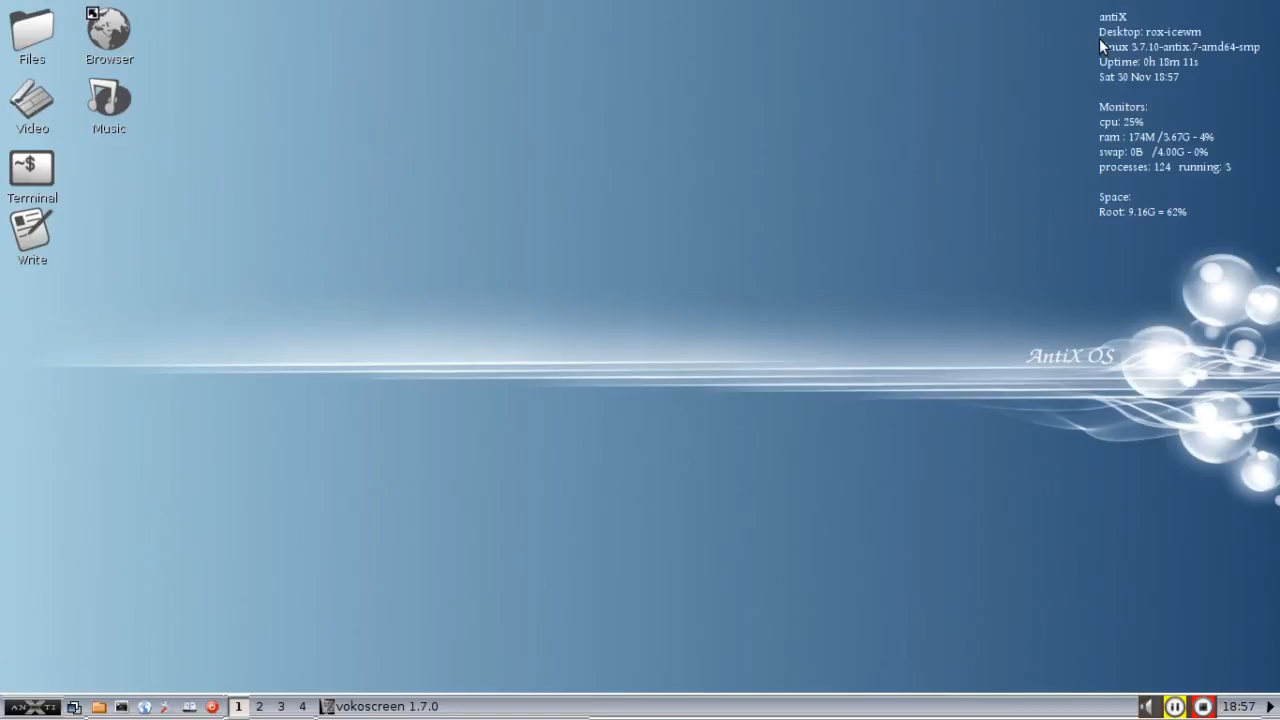 Files
Browser
Video
Music
~$
Terminal
Write
antiX
Desktop: rox-icewm
Linux 3.7.10-antix.7-amd64-smp
Uptime: 0h 18m 11s
Sat 30 Nov 18:57
Monitors:
cpu: 25%
ram : 174M /3.67G - 4%
swap: 0B /4.00G - 0%
processes: 124 running: 3
Space:
Root: 9.16G = 62%
AntiX OS
ANXTI 1 2 3 4 vokoscreen 1.7.0 18:57